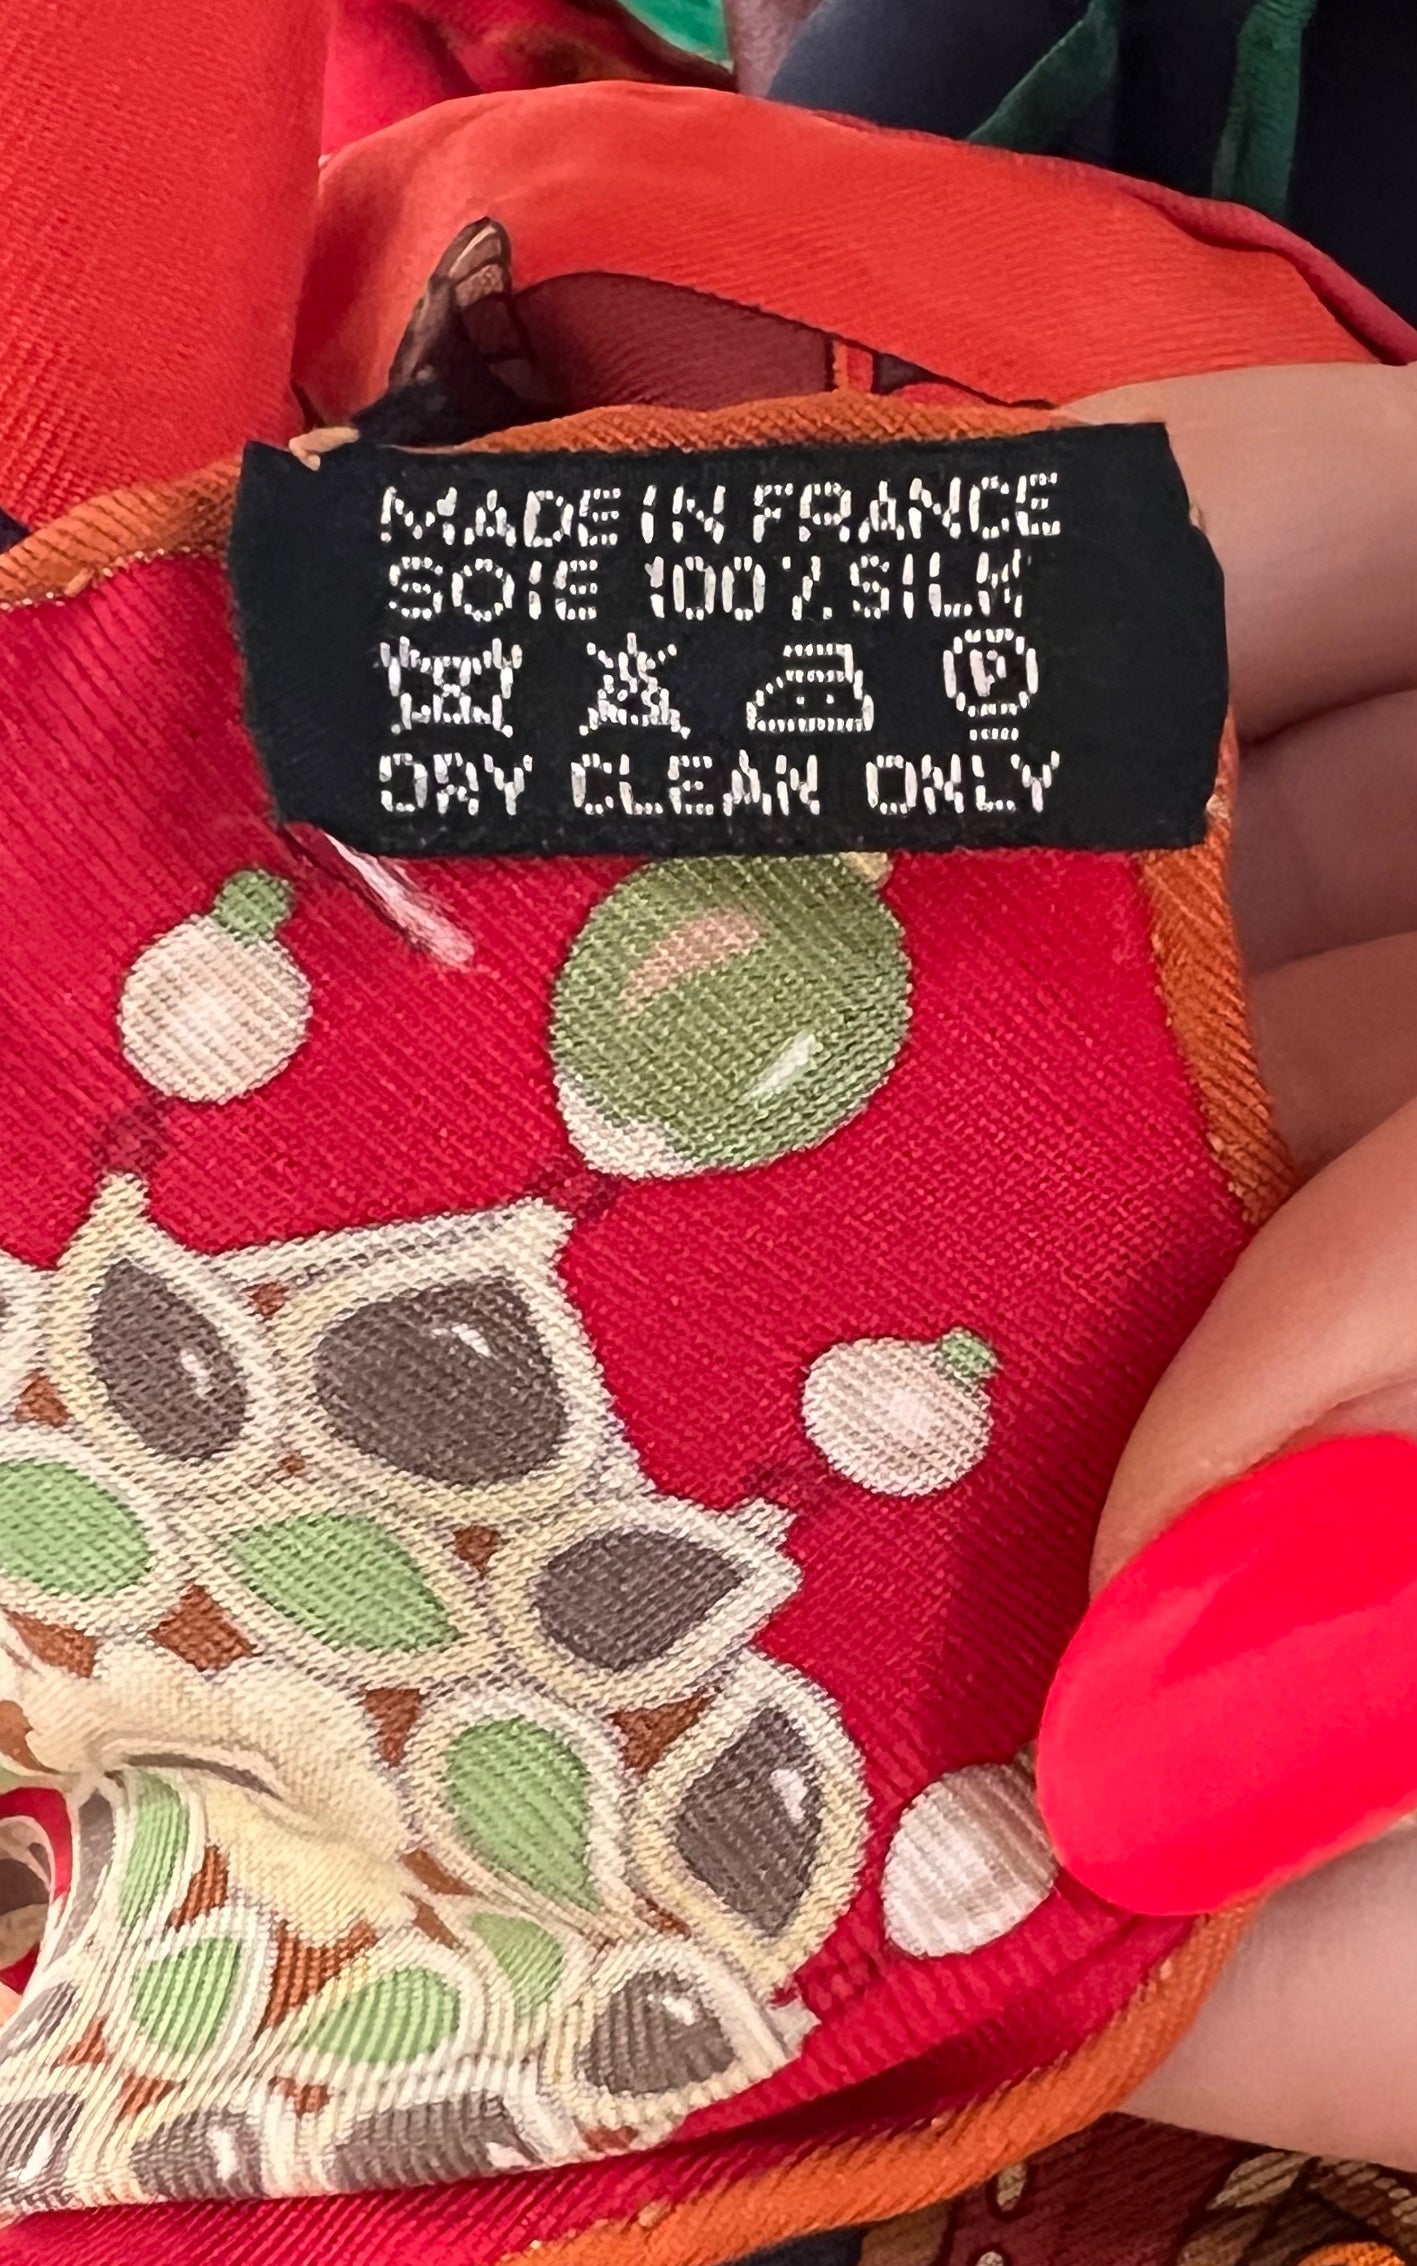 MADE IN FRANCE
SOIE 100% SILK
P
DRY CLEAN ONLY